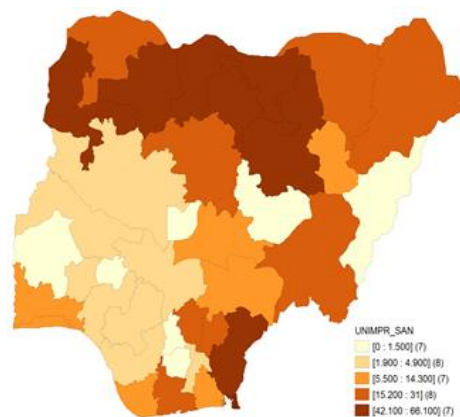 UNIMPR_SAN
[0 : 1.500] (7)
[1.900 : 4.900] (8)
[5.500 : 14.300] (7)
[15.200 : 31] (8)
[42.100 : 66.100] (7)